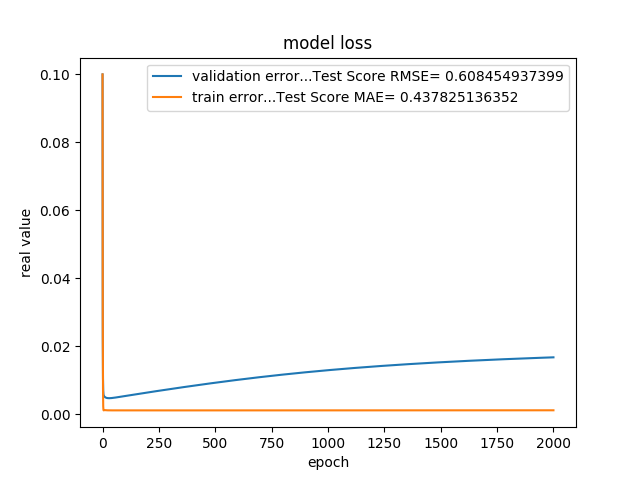 model loss
validation error...Test Score RMSE= 0.608454937399
train error...Test Score MAE= 0.437825136352
real value
0.10
0.08
0.06
0.04
0.02
0.00
0 250 500 750 1000 1250 1500 1750 2000
epoch